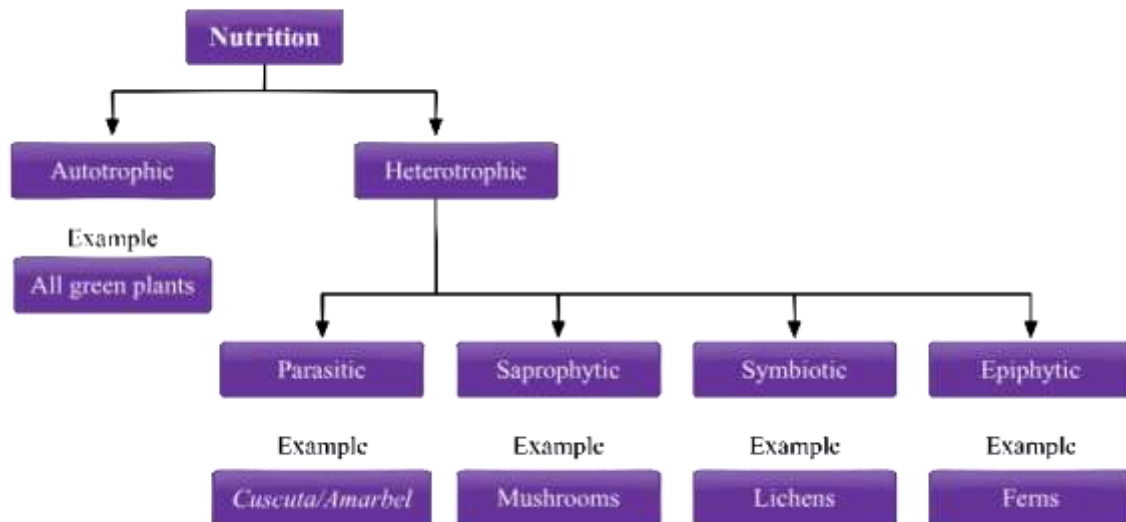 Nutrition
Autotrophic
Heterotrophic
Example
All green plants
Parasitic
Saprophytic
Symbiotic
Epiphytic
Example
Example
Example
Example
Cuscuta/Amarbel
Mushrooms
Lichens
Ferns